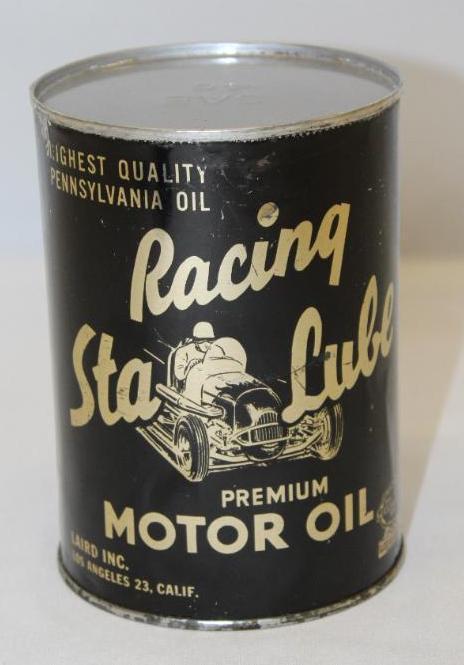 HIGHEST QUALITY
PENNSYLVANIA OIL
Racing
Sta Lube
PREMIUM
MOTOR OIL
LAIRD INC.
LOS ANGELES 23, CALIF.